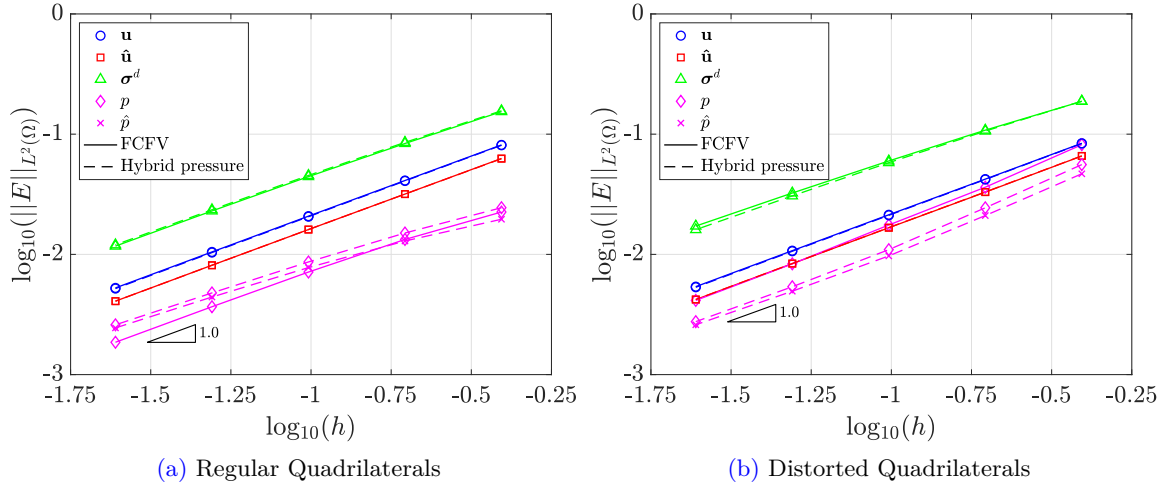 0
-1
-2
-3
log₁₀(||E||_{L²(Ω)})
u
û
σᵈ
p
p̂
FCFV
Hybrid pressure
1.0
-1.75 -1.5 -1.25 -1 -0.75 -0.5 -0.25
log₁₀(h)
(a) Regular Quadrilaterals
0
-1
-2
-3
log₁₀(||E||_{L²(Ω)})
u
û
σᵈ
p
p̂
FCFV
Hybrid pressure
1.0
-1.75 -1.5 -1.25 -1 -0.75 -0.5 -0.25
log₁₀(h)
(b) Distorted Quadrilaterals